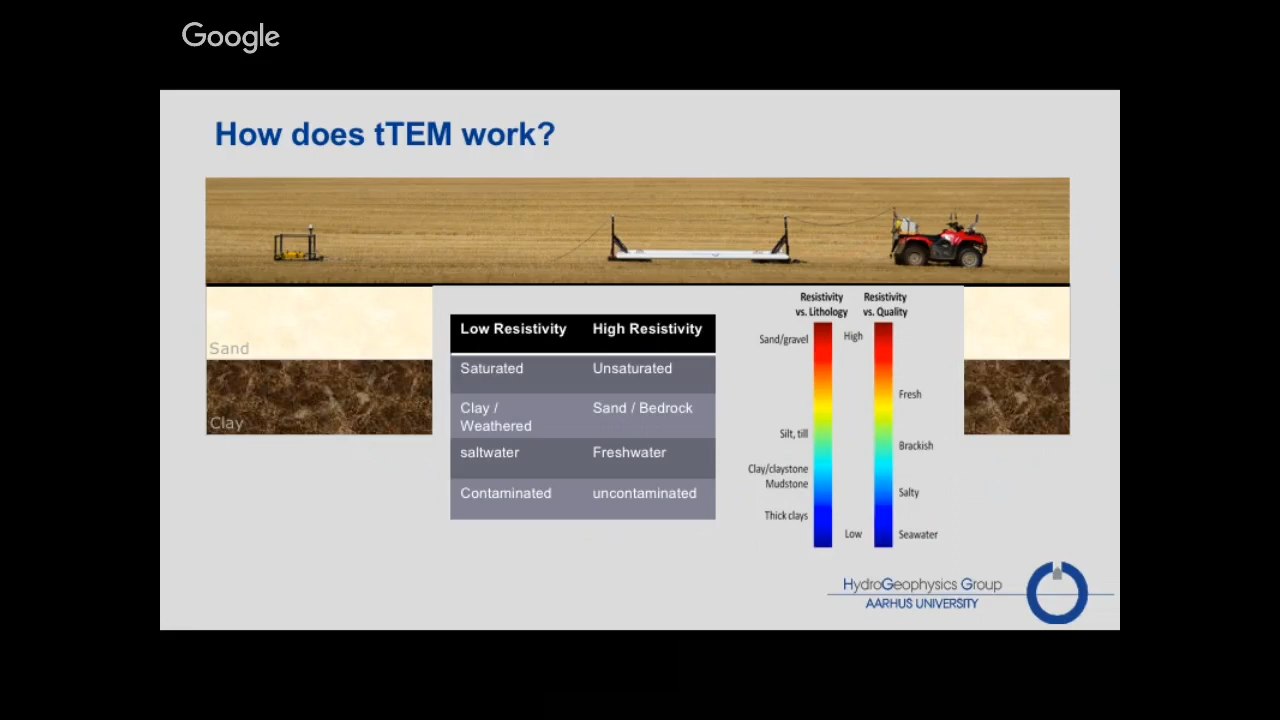 Google
How does tTEM work?
Sand
Clay
Low Resistivity High Resistivity
Saturated Unsaturated
Clay / Sand / Bedrock
Weathered
saltwater Freshwater
Contaminated uncontaminated
Resistivity Resistivity
vs. Lithology vs. Quality
Sand/gravel High
Fresh
Silt, till
Brackish
Clay/claystone
Mudstone
Salty
Thick clays
Low Seawater
HydroGeophysics Group
AARHUS UNIVERSITY